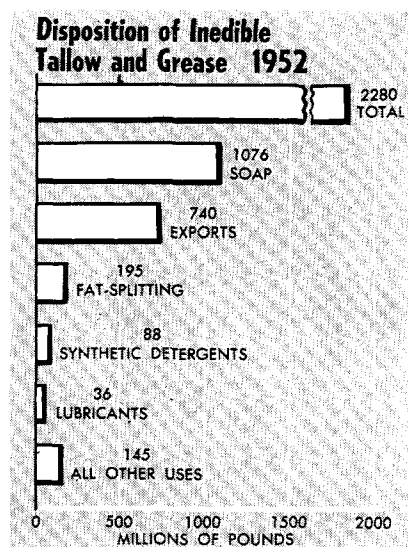 Disposition of Inedible
Tallow and Grease 1952
2280
TOTAL
1076
SOAP
740
EXPORTS
195
FAT-SPLITTING
88
SYNTHETIC DETERGENTS
36
LUBRICANTS
145
ALL OTHER USES
0 500 1000 1500 2000
MILLIONS OF POUNDS